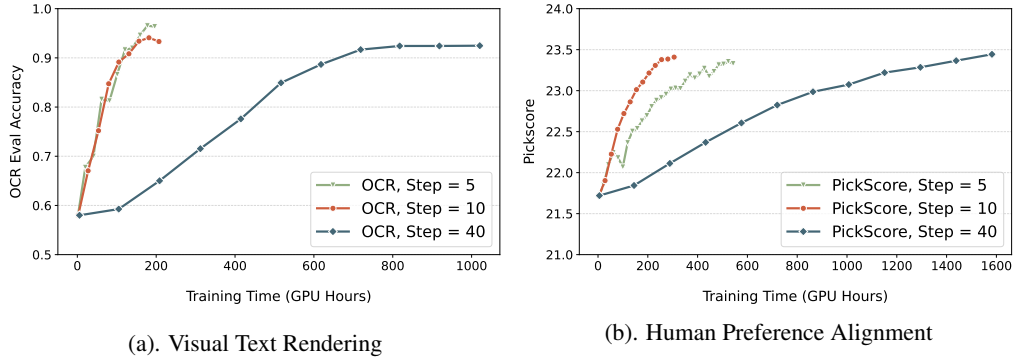 1.0
0.9
0.8
0.7
0.6
0.5
OCR Eval Accuracy
0 200 400 600 800 1000
Training Time (GPU Hours)
OCR, Step = 5
OCR, Step = 10
OCR, Step = 40
(a). Visual Text Rendering
24.0
23.5
23.0
22.5
22.0
21.5
21.0
Pickscore
0 200 400 600 800 1000 1200 1400 1600
Training Time (GPU Hours)
PickScore, Step = 5
PickScore, Step = 10
PickScore, Step = 40
(b). Human Preference Alignment